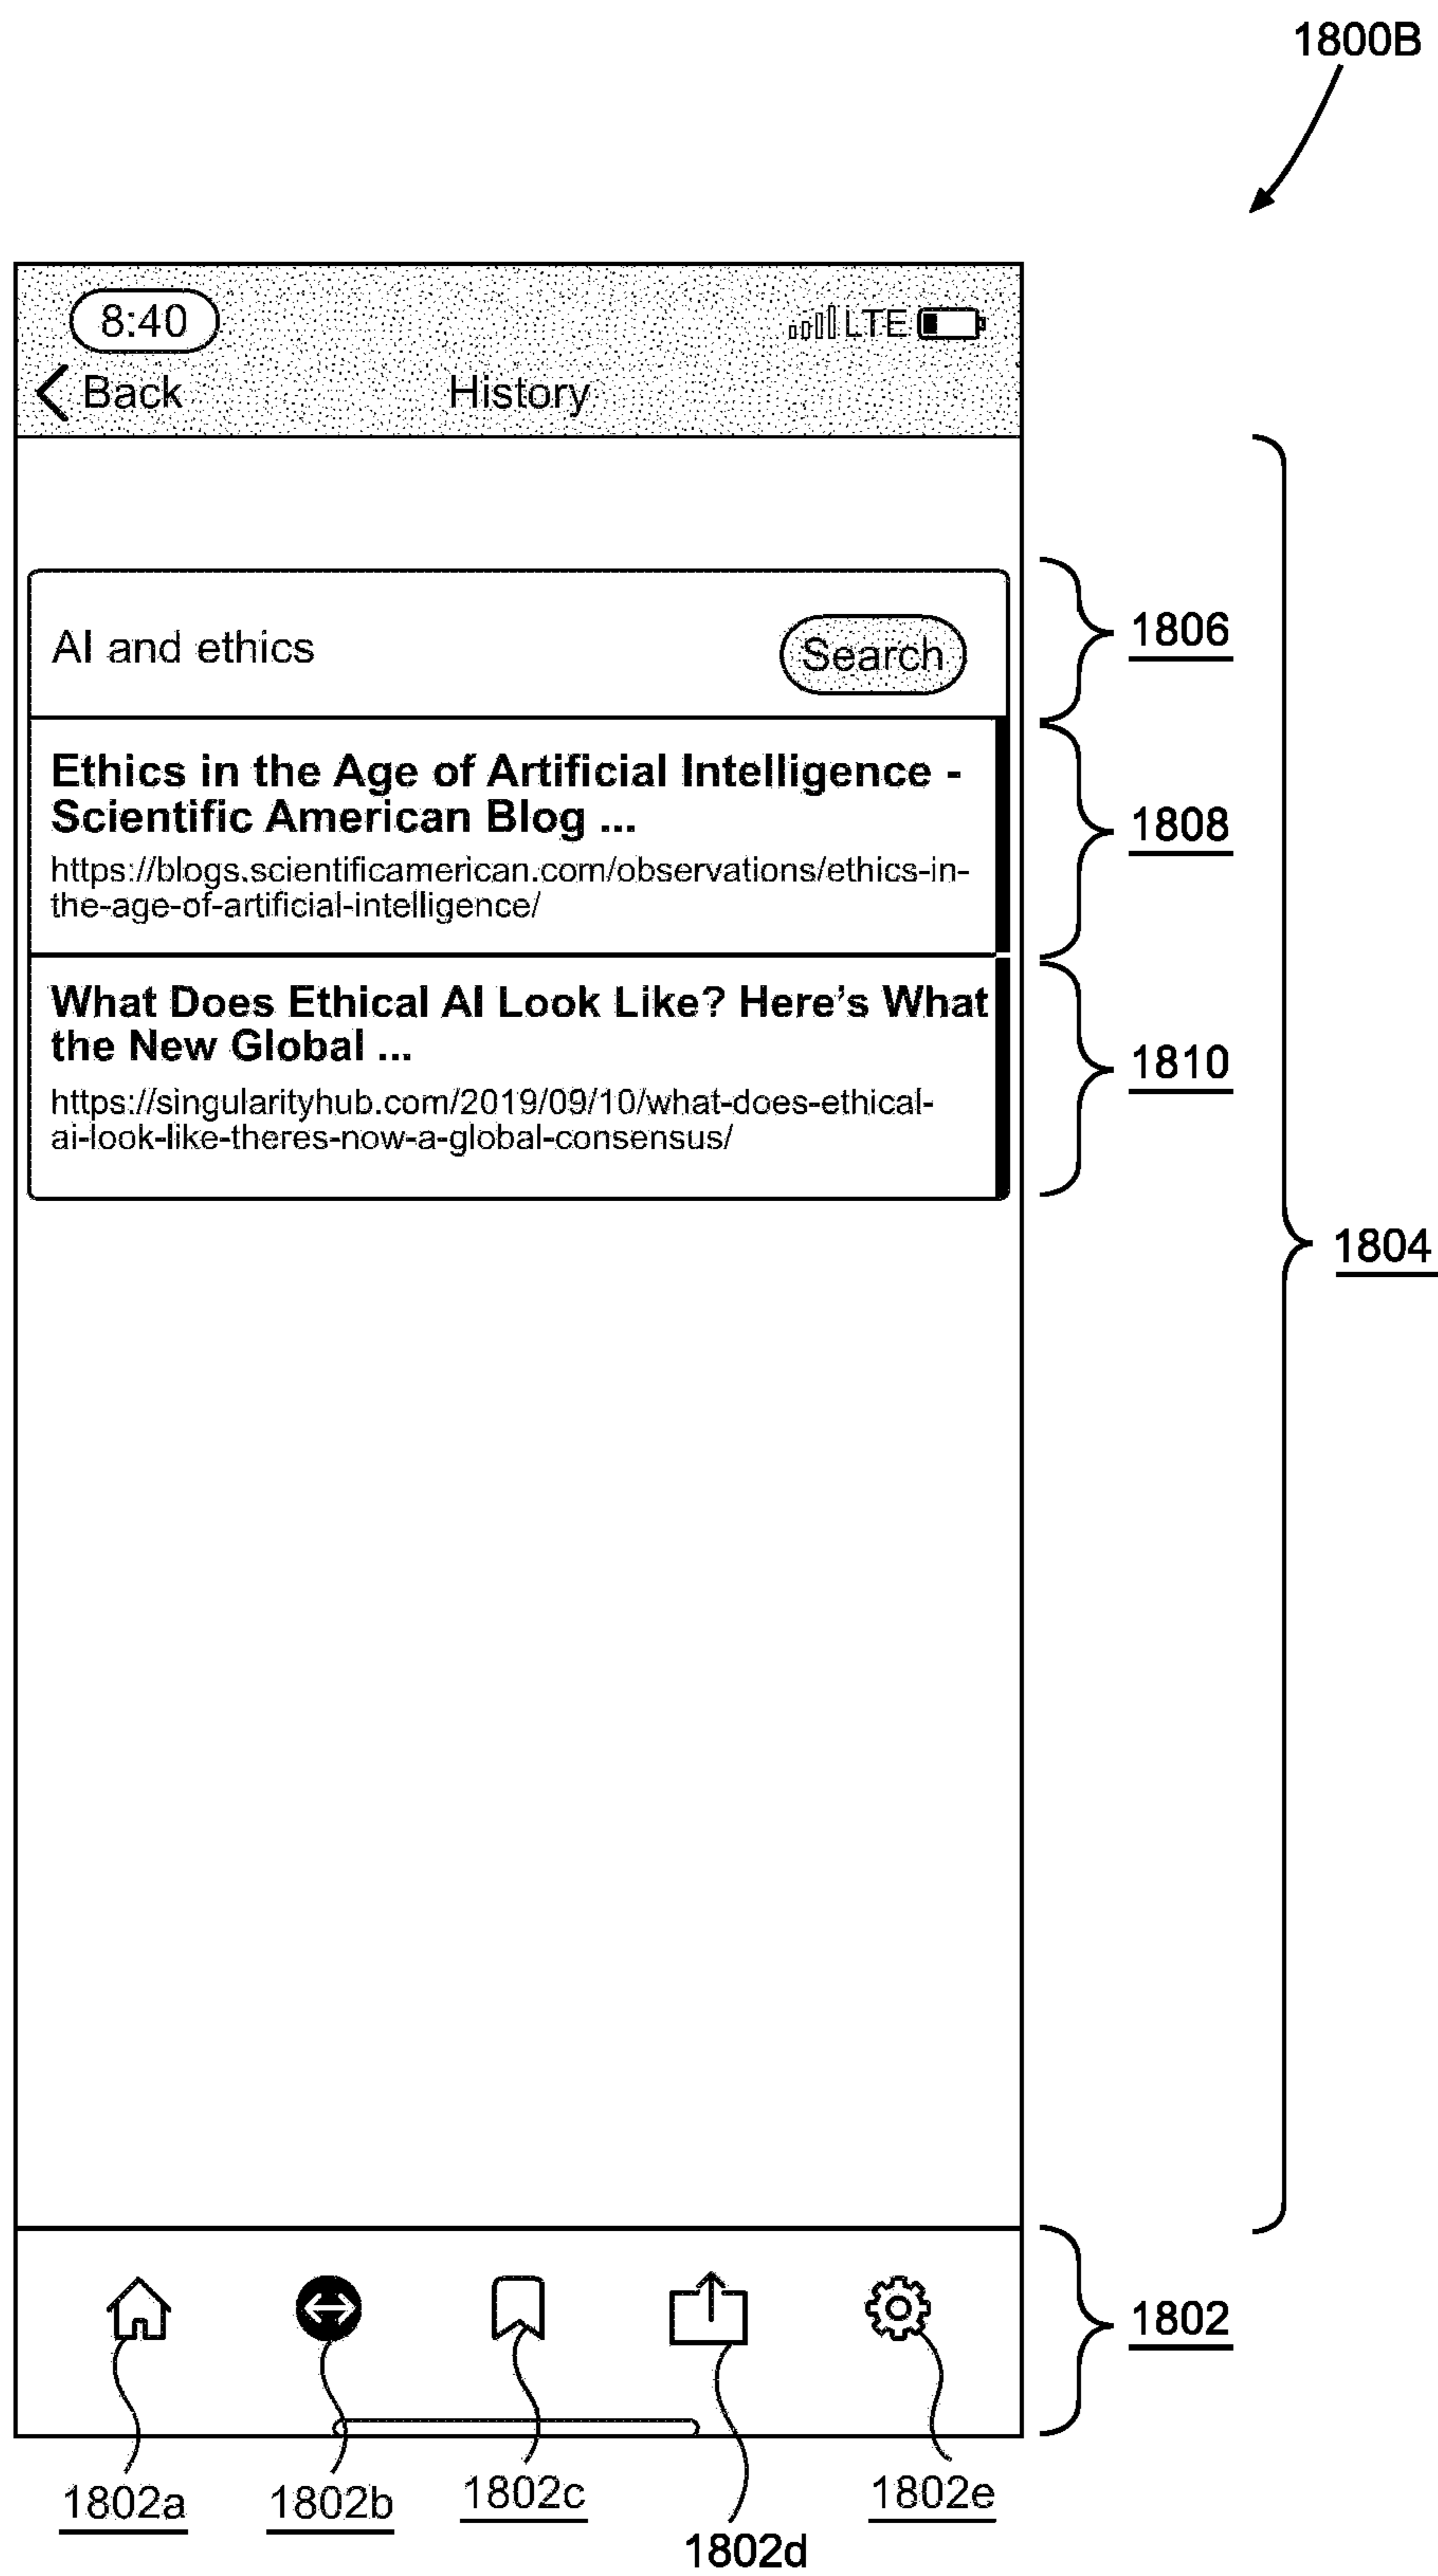 1800B
8:40
LTE
Back
History
AI and ethics
Search
1806
Ethics in the Age of Artificial Intelligence -
Scientific American Blog ...
https://blogs.scientificamerican.com/observations/ethics-in-
the-age-of-artificial-intelligence/
1808
What Does Ethical AI Look Like? Here’s What
the New Global ...
https://singularityhub.com/2019/09/10/what-does-ethical-
ai-look-like-theres-now-a-global-consensus/
1810
1804
1802
1802a
1802b
1802c
1802d
1802e